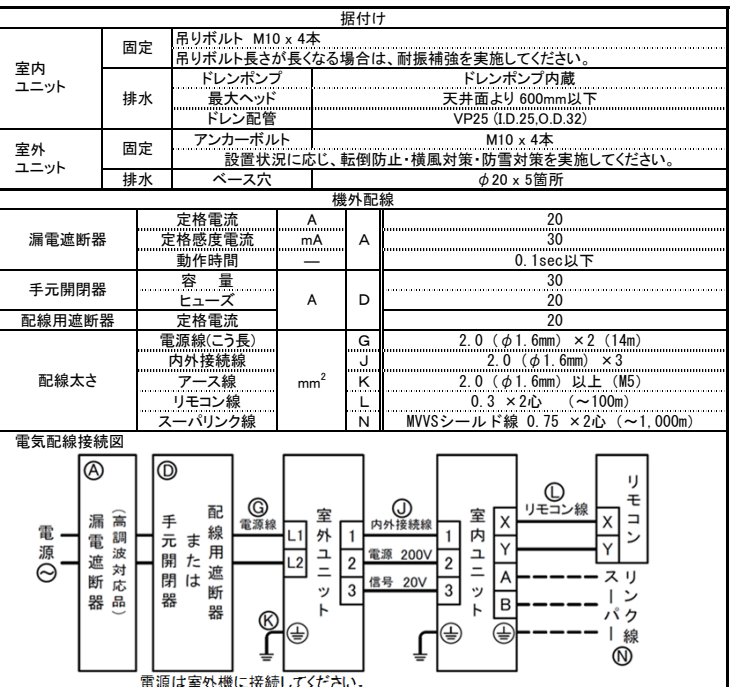 据付け
室内ユニット 固定 吊りボルト M10 x 4本
吊りボルト長さが長くなる場合は、耐振補強を実施してください。
排水 ドレンポンプ ドレンポンプ内蔵
最大ヘッド 天井面より 600mm以下
ドレン配管 VP25 (I.D.25,O.D.32)
室外ユニット 固定 アンカーボルト M10 x 4本
設置状況に応じ、転倒防止・横風対策・防雪対策を実施してください。
排水 ベース穴 φ20 x 5箇所
機外配線
漏電遮断器 定格電流 A A 20
定格感度電流 mA 30
動作時間 ― 0.1sec以下
手元開閉器 容 量 A D 30
ヒューズ 20
配線用遮断器 定格電流 20
配線太さ 電源線(こう長) mm² G 2.0 (φ1.6mm) ×2 (14m)
内外接続線 J 2.0 (φ1.6mm) ×3
アース線 K 2.0 (φ1.6mm) 以上 (M5)
リモコン線 L 0.3 ×2心 (～100m)
スーパリンク線 N MVVSシールド線 0.75 ×2心 (～1,000m)
電気配線接続図
電源
Ⓐ
漏電遮断器
(高調波対応品)
Ⓓ
手元開閉器
または
配線用遮断器
Ⓖ
電源線
L1
L2
Ⓚ
室外ユニット
1
2
3
Ⓙ
内外接続線
電源 200V
信号 20V
1
2
3
室内ユニット
X
Y
A
B
Ⓛ
リモコン線
X
Y
リモコン
スーパー
リンク線
Ⓝ
電源は室外機に接続してください。